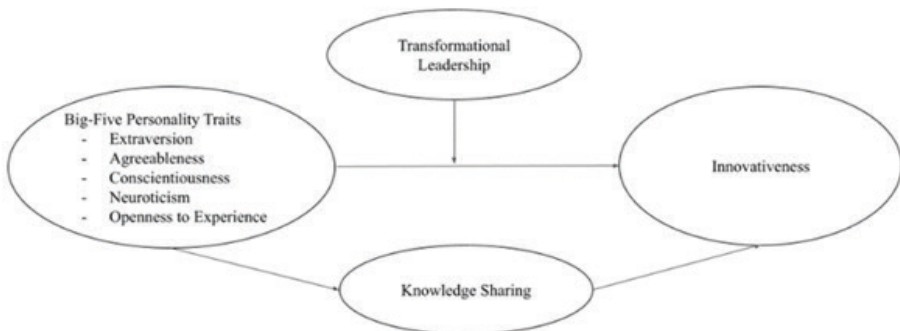 Transformational
Leadership
Big-Five Personality Traits
- Extraversion
- Agreeableness
- Conscientiousness
- Neuroticism
- Openness to Experience
Innovativeness
Knowledge Sharing